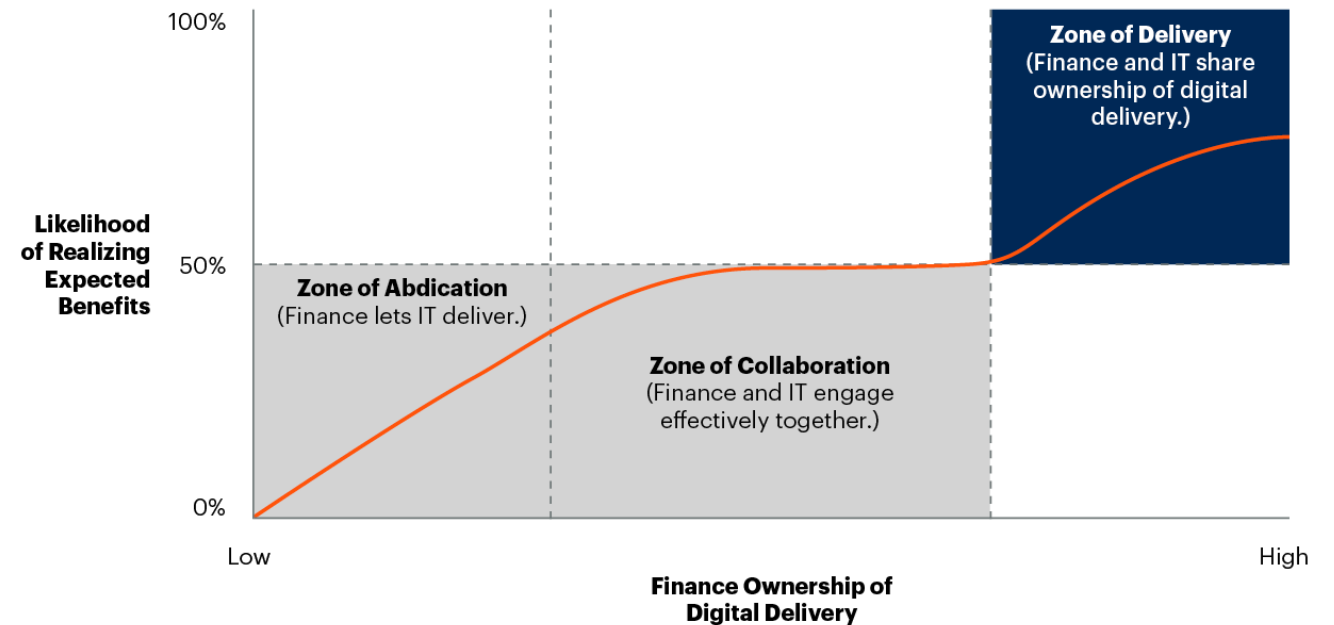 100%
Zone of Delivery
(Finance and IT share
ownership of digital
delivery.)
Likelihood
of Realizing
Expected
Benefits
50%
Zone of Abdication
(Finance lets IT deliver.)
Zone of Collaboration
(Finance and IT engage
effectively together.)
0%
Low
High
Finance Ownership of
Digital Delivery